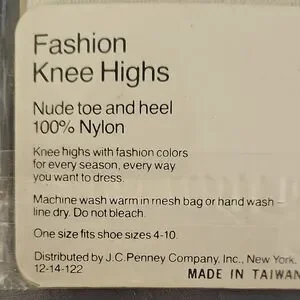 Fashion
Knee Highs
Nude toe and heel
100% Nylon
Knee highs with fashion colors
for every season, every way
you want to dress.
Machine wash warm in mesh bag or hand wash –
line dry. Do not bleach.
One size fits shoe sizes 4-10.
Distributed by J.C. Penney Company, Inc., New York.
12-14-122
MADE IN TAIWAN